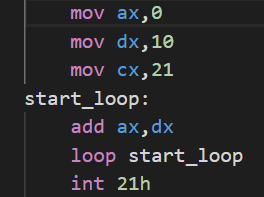 mov ax,0
mov dx,10
mov cx,21
start_loop:
add ax,dx
loop start_loop
int 21h